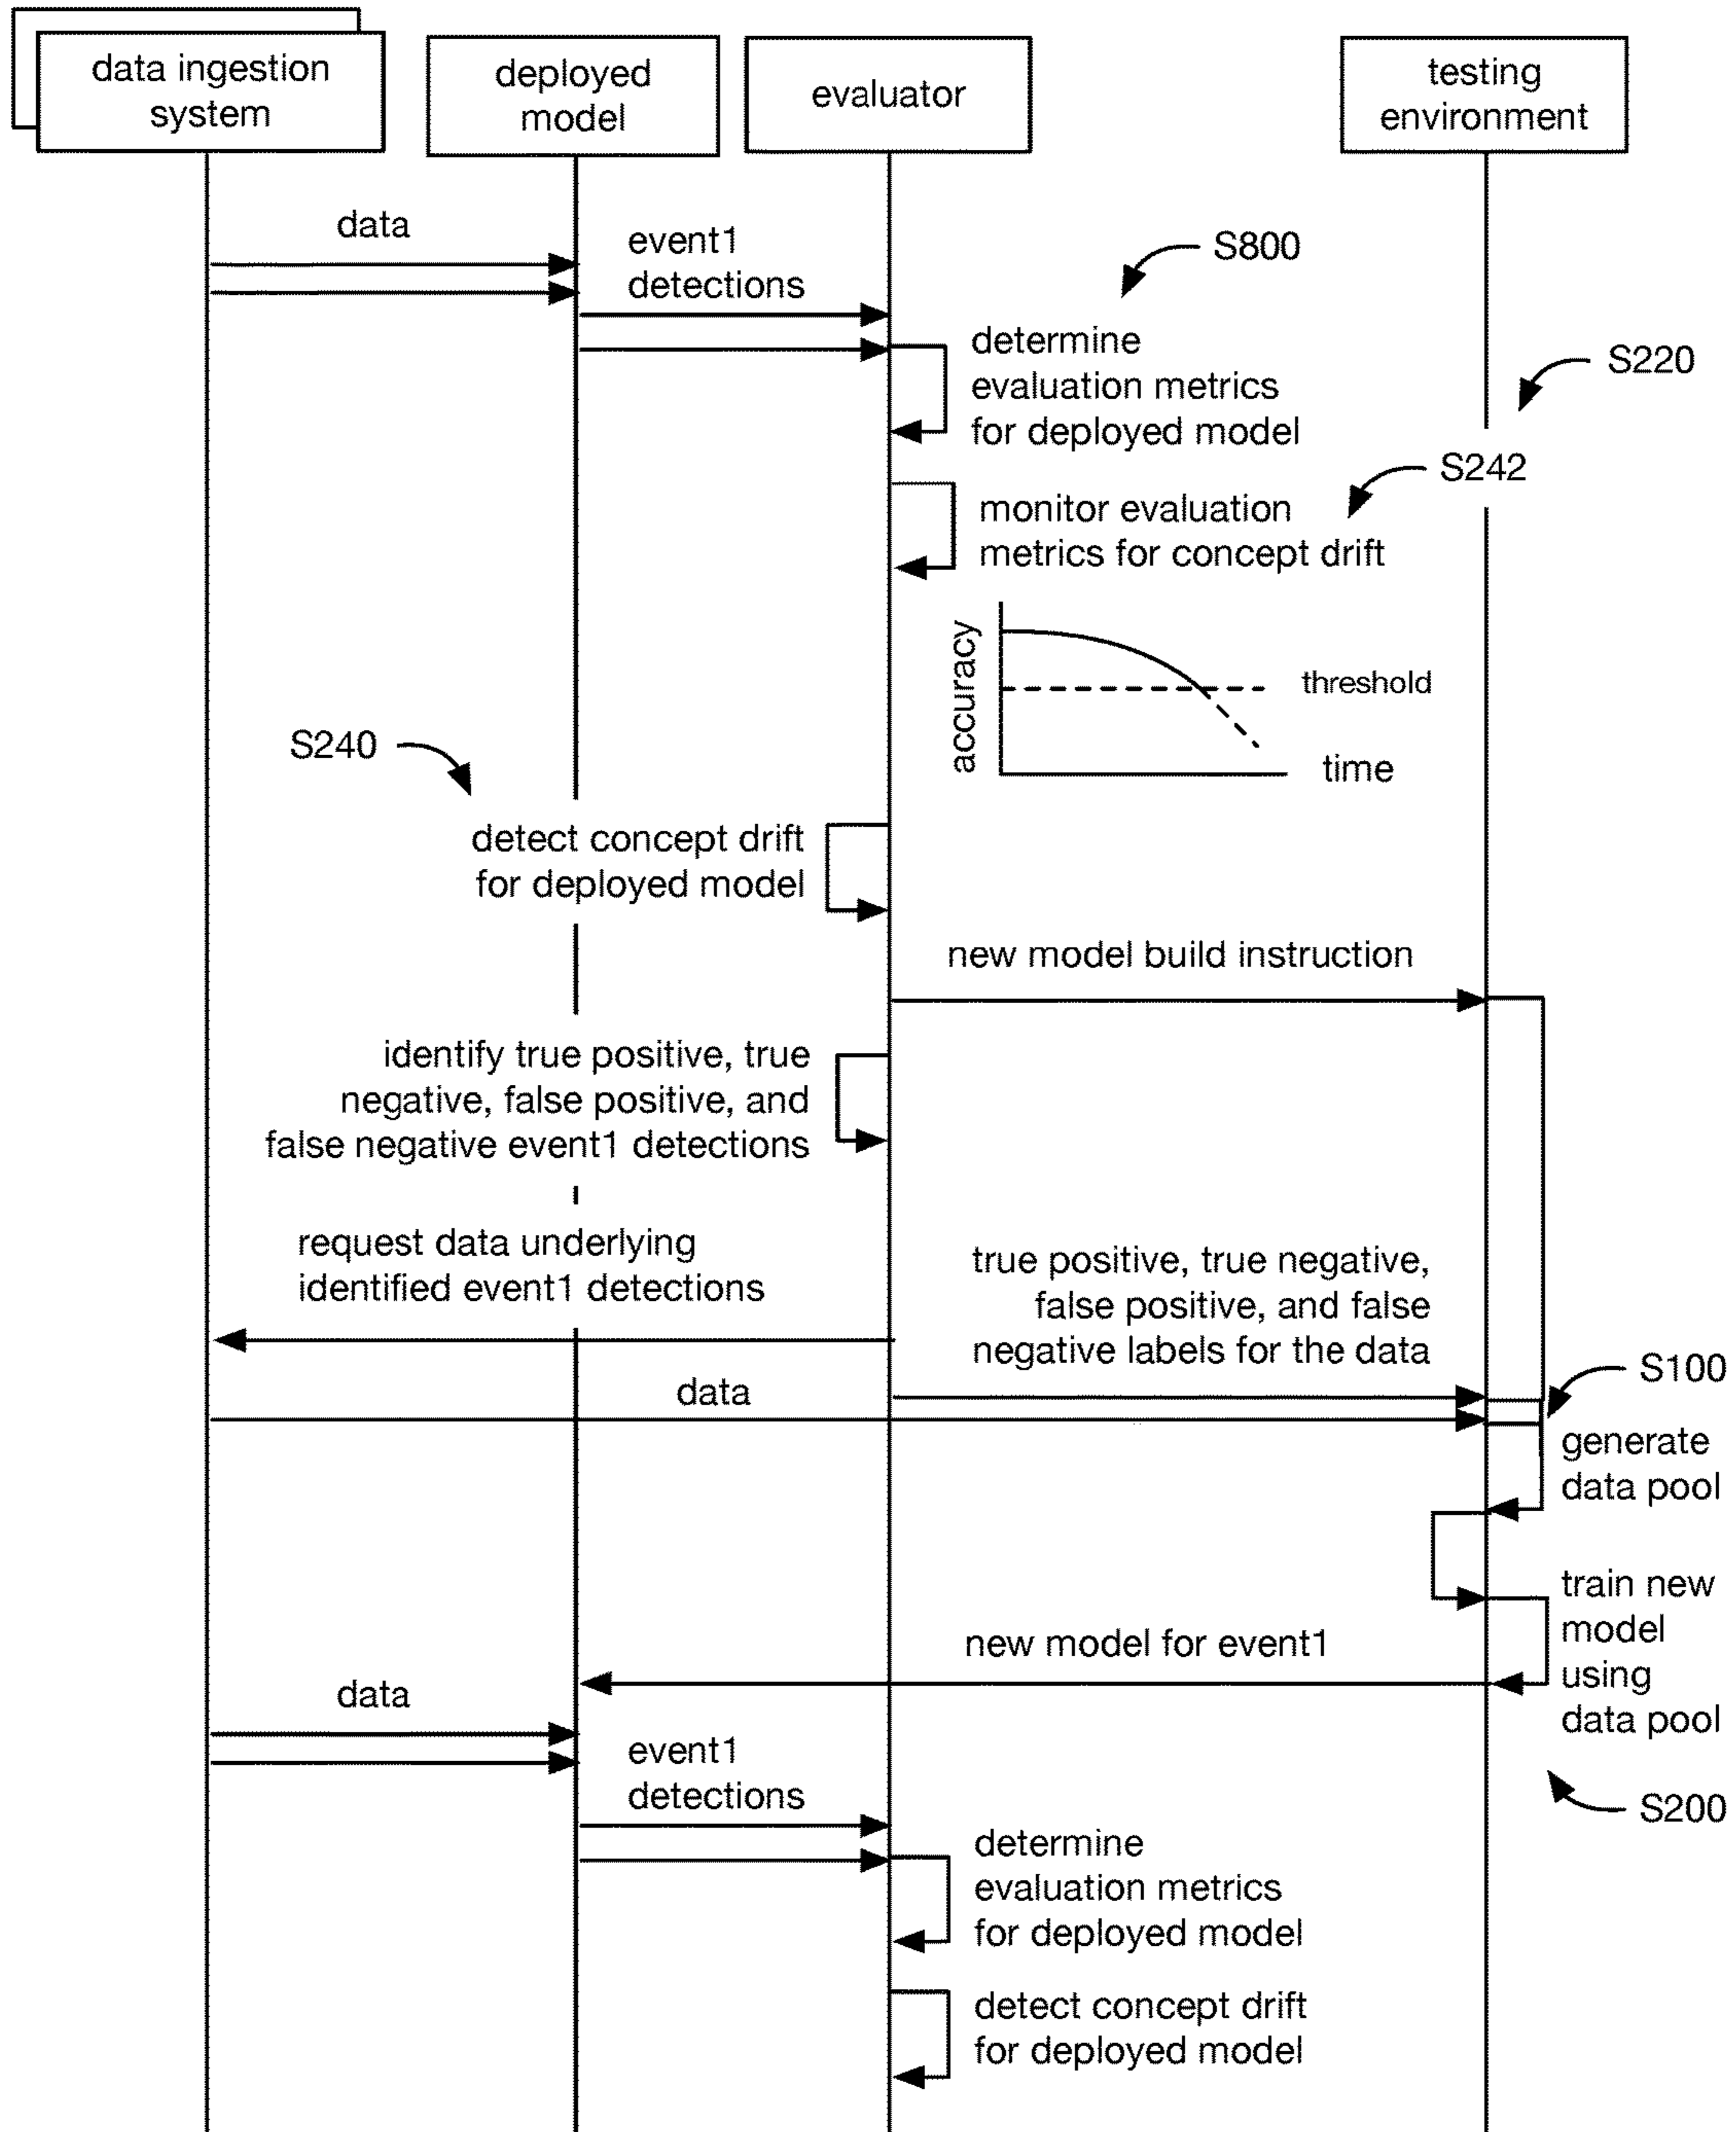 data ingestion
system
deployed
model
evaluator
testing
environment
data
event1
detections
S800
determine
evaluation metrics
for deployed model
S220
S242
monitor evaluation
metrics for concept drift
accuracy
threshold
time
S240
detect concept drift
for deployed model
new model build instruction
identify true positive, true
negative, false positive, and
false negative event1 detections
request data underlying
identified event1 detections
true positive, true negative,
false positive, and false
negative labels for the data
data
S100
generate
data pool
train new
model
using
data pool
new model for event1
data
event1
detections
S200
determine
evaluation metrics
for deployed model
detect concept drift
for deployed model